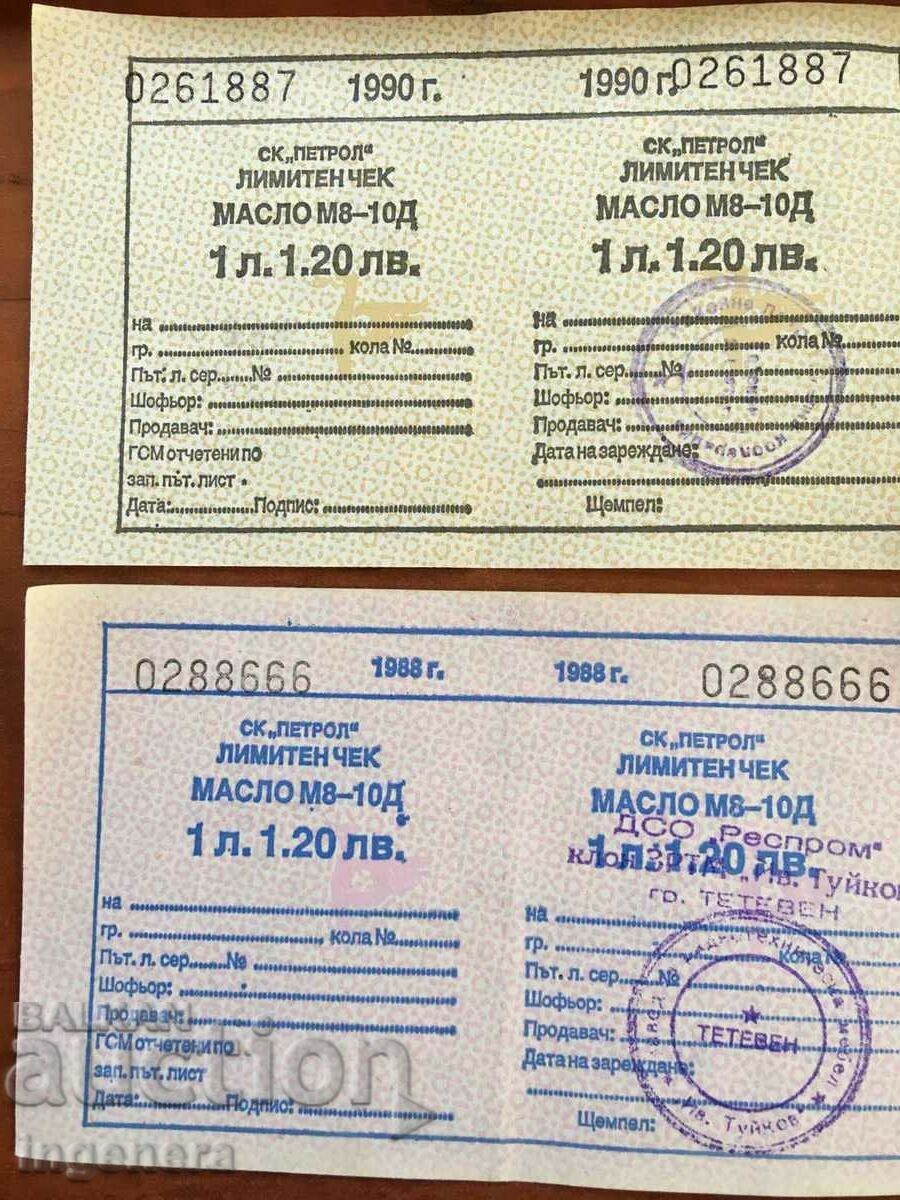 0261887 1990 г.
СК„ПЕТРОЛ“
ЛИМИТЕН ЧЕК
МАСЛО М8–10Д
1 л. 1.20 лв.
на
гр. кола №
Път. л. сер. №
Шофьор:
Продавач:
ГСМ отчетени по
зап. път. лист
Дата: Подпис:
1990 г. 0261887
СК„ПЕТРОЛ“
ЛИМИТЕН ЧЕК
МАСЛО М8–10Д
1 л. 1.20 лв.
на
гр. кола №
Път. л. сер. №
Шофьор:
Продавач:
Дата на зареждане:
Щемпел:
0288666 1988 г.
СК„ПЕТРОЛ“
ЛИМИТЕН ЧЕК
МАСЛО М8–10Д
1 л. 1.20 лв.
на
гр. кола №
Път. л. сер. №
Шофьор:
Продавач:
ГСМ отчетени по
зап. път. лист
Дата: Подпис:
1988 г. 0288666
СК„ПЕТРОЛ“
ЛИМИТЕН ЧЕК
МАСЛО М8–10Д
1 л. 1.20 лв.
ДСО „Респром“
гр. ТЕТЕВЕН
на
гр. кола №
Път. л. сер. №
Шофьор:
Продавач:
Дата на зареждане:
Щемпел:
ТЕТЕВЕН
Ив. Туйков
BALKAN
auction
ingenera